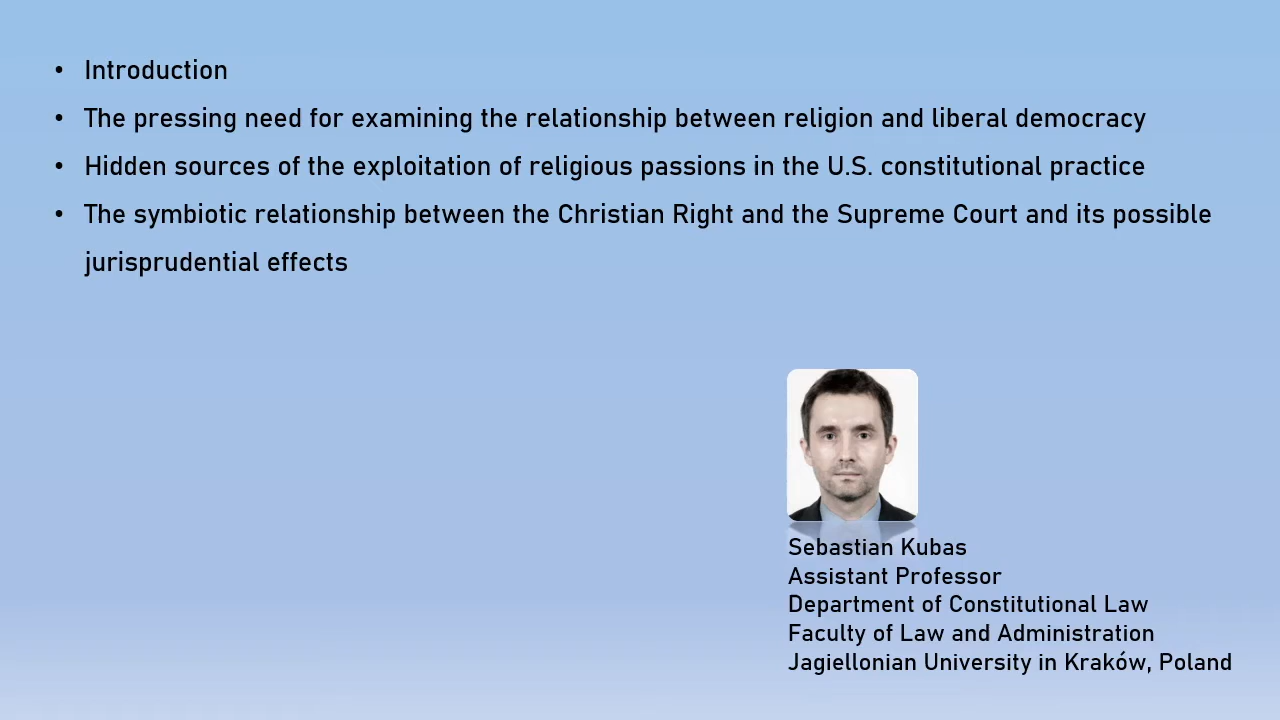 • Introduction
• The pressing need for examining the relationship between religion and liberal democracy
• Hidden sources of the exploitation of religious passions in the U.S. constitutional practice
• The symbiotic relationship between the Christian Right and the Supreme Court and its possible
jurisprudential effects
Sebastian Kubas
Assistant Professor
Department of Constitutional Law
Faculty of Law and Administration
Jagiellonian University in Kraków, Poland